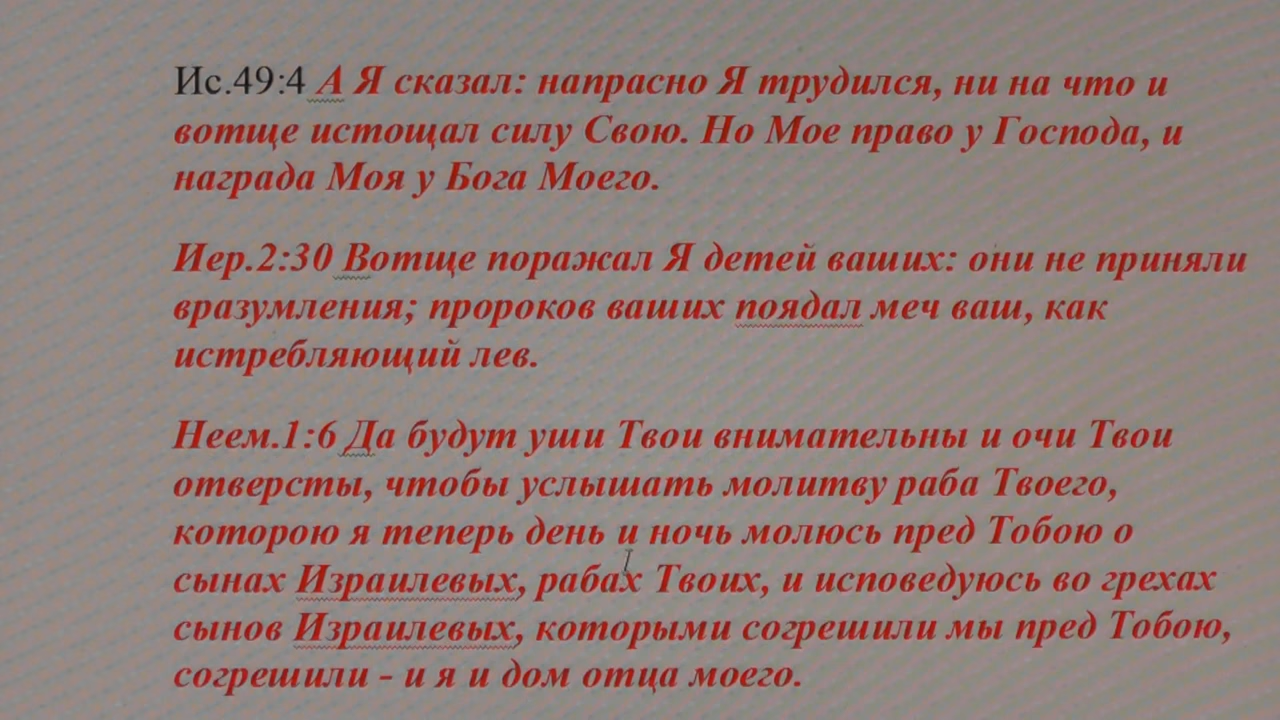 Ис.49:4 А Я сказал: напрасно Я трудился, ни на что и
вотще истощал силу Свою. Но Мое право у Господа, и
награда Моя у Бога Моего.
Иер.2:30 Вотще поражал Я детей ваших: они не приняли
вразумления; пророков ваших поядал меч ваш, как
истребляющий лев.
Неем.1:6 Да будут уши Твои внимательны и очи Твои
отверсты, чтобы услышать молитву раба Твоего,
которою я теперь день и ночь молюсь пред Тобою о
сынах Израилевых, рабах Твоих, и исповедуюсь во грехах
сынов Израилевых, которыми согрешили мы пред Тобою,
согрешили - и я и дом отца моего.